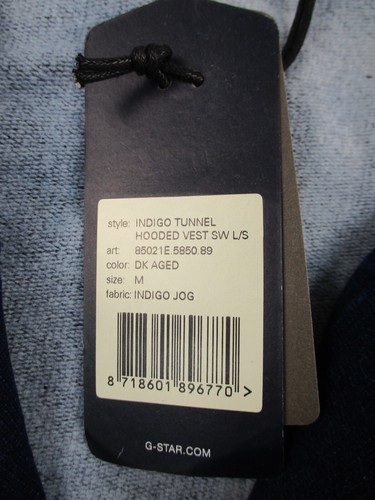 style: INDIGO TUNNEL
HOODED VEST SW L/S
art: 85021E.5850.89
color: DK AGED
size: M
fabric: INDIGO JOG
8 718601 896770 >
G-STAR.COM